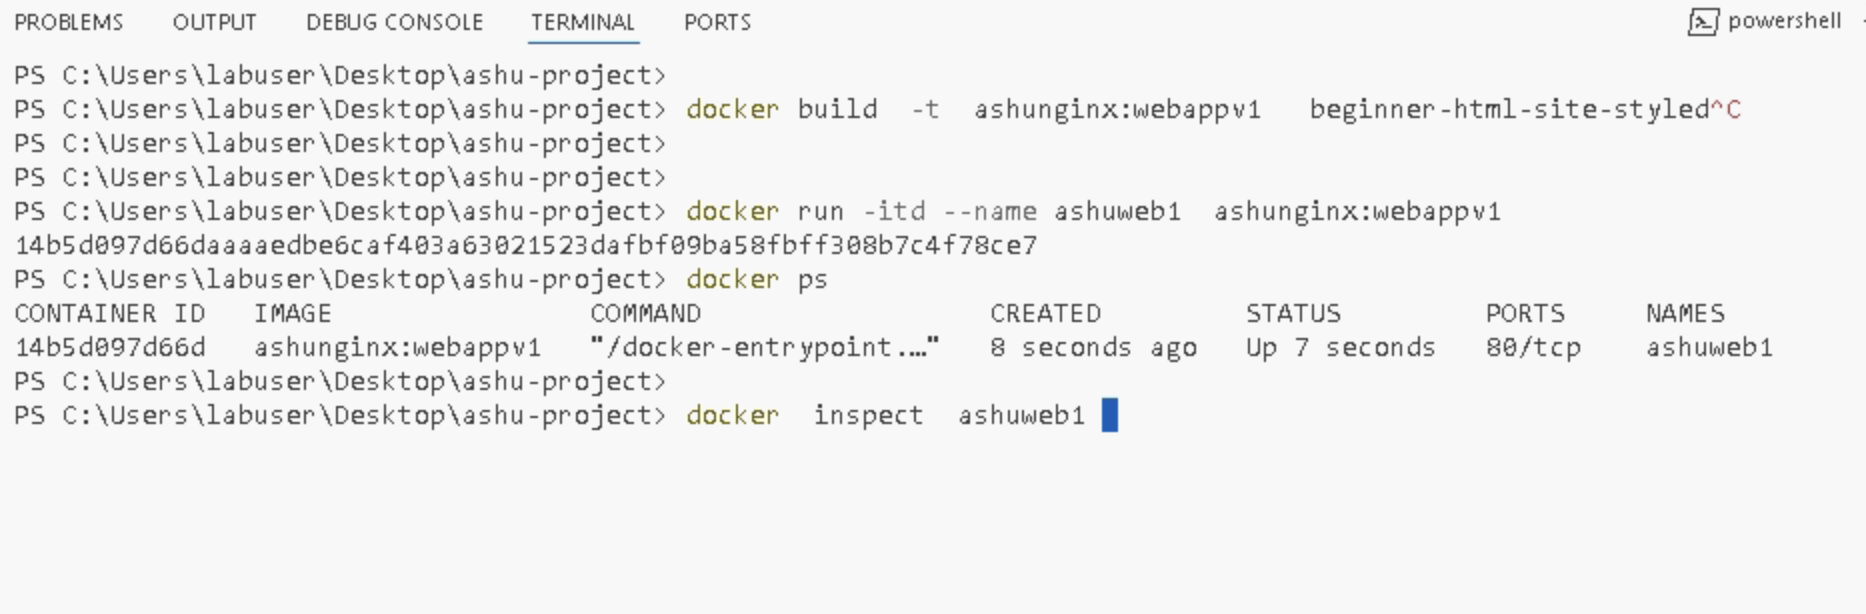 PROBLEMS OUTPUT DEBUG CONSOLE TERMINAL PORTS powershell
PS C:\Users\labuser\Desktop\ashu-project>
PS C:\Users\labuser\Desktop\ashu-project> docker build  -t  ashunginx:webappv1   beginner-html-site-styled^C
PS C:\Users\labuser\Desktop\ashu-project>
PS C:\Users\labuser\Desktop\ashu-project>
PS C:\Users\labuser\Desktop\ashu-project> docker run -itd --name ashuweb1  ashunginx:webappv1
14b5d097d66daaaaedbe6caf403a63021523dafbf09ba58fbff308b7c4f78ce7
PS C:\Users\labuser\Desktop\ashu-project> docker ps
CONTAINER ID   IMAGE                COMMAND                  CREATED         STATUS         PORTS     NAMES
14b5d097d66d   ashunginx:webappv1   "/docker-entrypoint.…"   8 seconds ago   Up 7 seconds   80/tcp    ashuweb1
PS C:\Users\labuser\Desktop\ashu-project>
PS C:\Users\labuser\Desktop\ashu-project> docker  inspect  ashuweb1